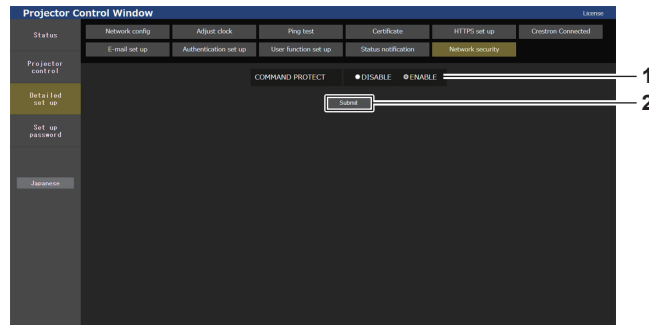 Projector Control Window
License
Status
Network config
Adjust clock
Ping test
Certificate
HTTPS set up
Crestron Connected
E-mail set up
Authentication set up
User function set up
Status notification
Network security
Projector
control
COMMAND PROTECT
DISABLE
ENABLE
1
Detailed
set up
Submit
2
Set up
password
Japanese